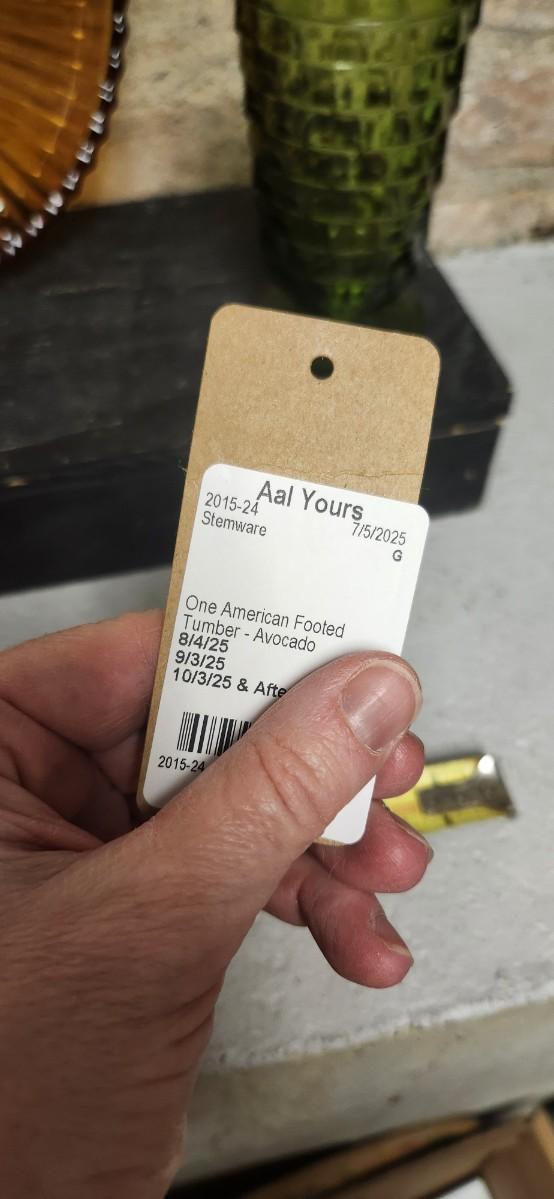 Aal Yours
2015-24 7/5/2025
Stemware G
One American Footed
Tumber - Avocado
8/4/25
9/3/25
10/3/25 &
2015-24